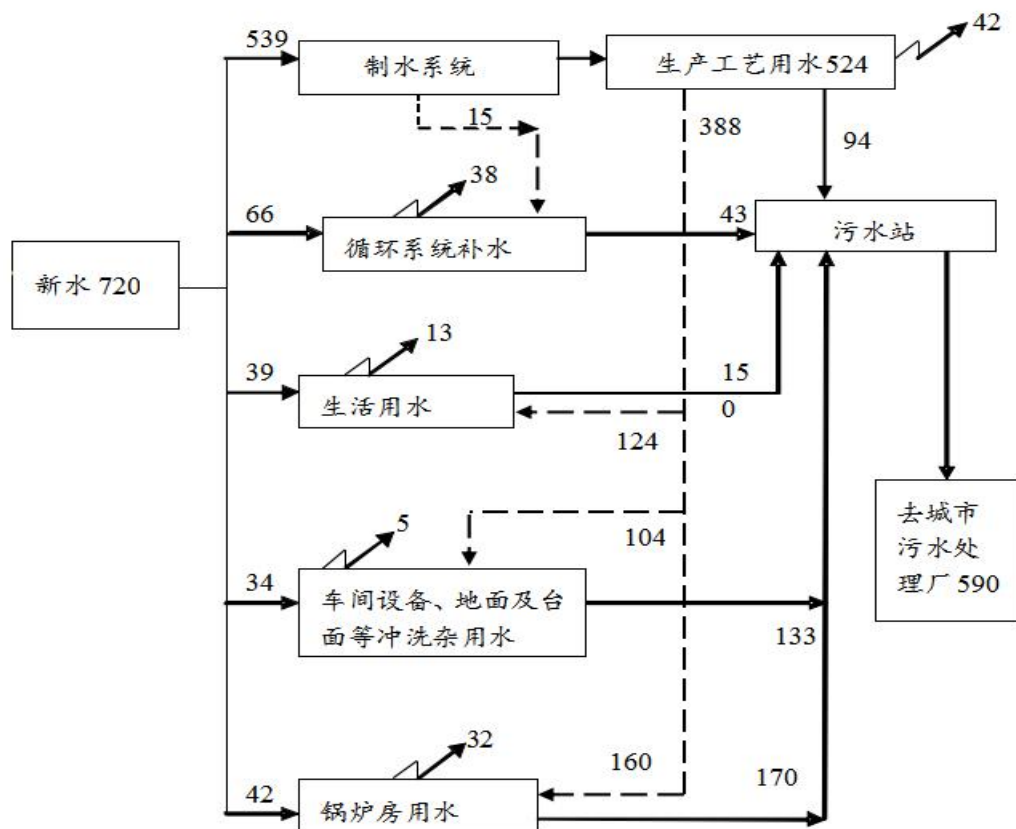 539
制水系统
生产工艺用水524
42
15
388
94
38
66
循环系统补水
43
污水站
新水 720
13
39
生活用水
15
0
124
5
104
34
车间设备、地面及台
面等冲洗杂用水
133
去城市
污水处
理厂 590
32
42
锅炉房用水
160
170